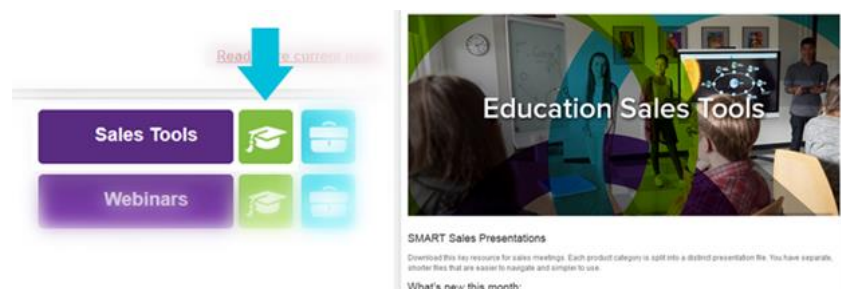 Sales Tools
Webinars
Education Sales Tools
SMART Sales Presentations
Download this key resource for sales meetings. Each product category is split into a distinct presentation file. You have separate,
shorter files that are easier to navigate and simpler to use.
What's new this month: